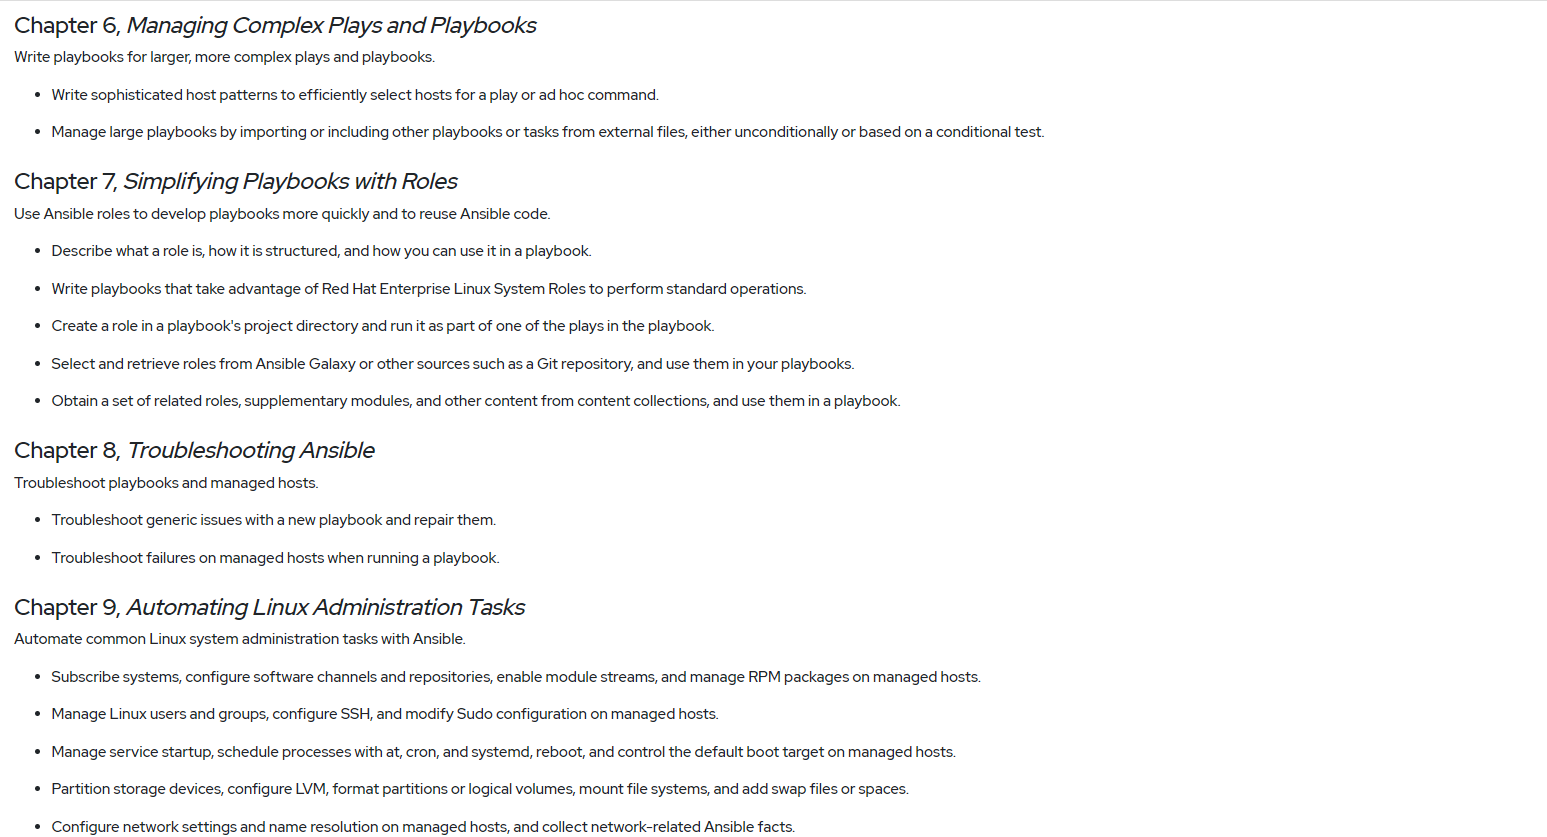 Chapter 6, Managing Complex Plays and Playbooks
Write playbooks for larger, more complex plays and playbooks.
• Write sophisticated host patterns to efficiently select hosts for a play or ad hoc command.
• Manage large playbooks by importing or including other playbooks or tasks from external files, either unconditionally or based on a conditional test.
Chapter 7, Simplifying Playbooks with Roles
Use Ansible roles to develop playbooks more quickly and to reuse Ansible code.
• Describe what a role is, how it is structured, and how you can use it in a playbook.
• Write playbooks that take advantage of Red Hat Enterprise Linux System Roles to perform standard operations.
• Create a role in a playbook's project directory and run it as part of one of the plays in the playbook.
• Select and retrieve roles from Ansible Galaxy or other sources such as a Git repository, and use them in your playbooks.
• Obtain a set of related roles, supplementary modules, and other content from content collections, and use them in a playbook.
Chapter 8, Troubleshooting Ansible
Troubleshoot playbooks and managed hosts.
• Troubleshoot generic issues with a new playbook and repair them.
• Troubleshoot failures on managed hosts when running a playbook.
Chapter 9, Automating Linux Administration Tasks
Automate common Linux system administration tasks with Ansible.
• Subscribe systems, configure software channels and repositories, enable module streams, and manage RPM packages on managed hosts.
• Manage Linux users and groups, configure SSH, and modify Sudo configuration on managed hosts.
• Manage service startup, schedule processes with at, cron, and systemd, reboot, and control the default boot target on managed hosts.
• Partition storage devices, configure LVM, format partitions or logical volumes, mount file systems, and add swap files or spaces.
• Configure network settings and name resolution on managed hosts, and collect network-related Ansible facts.